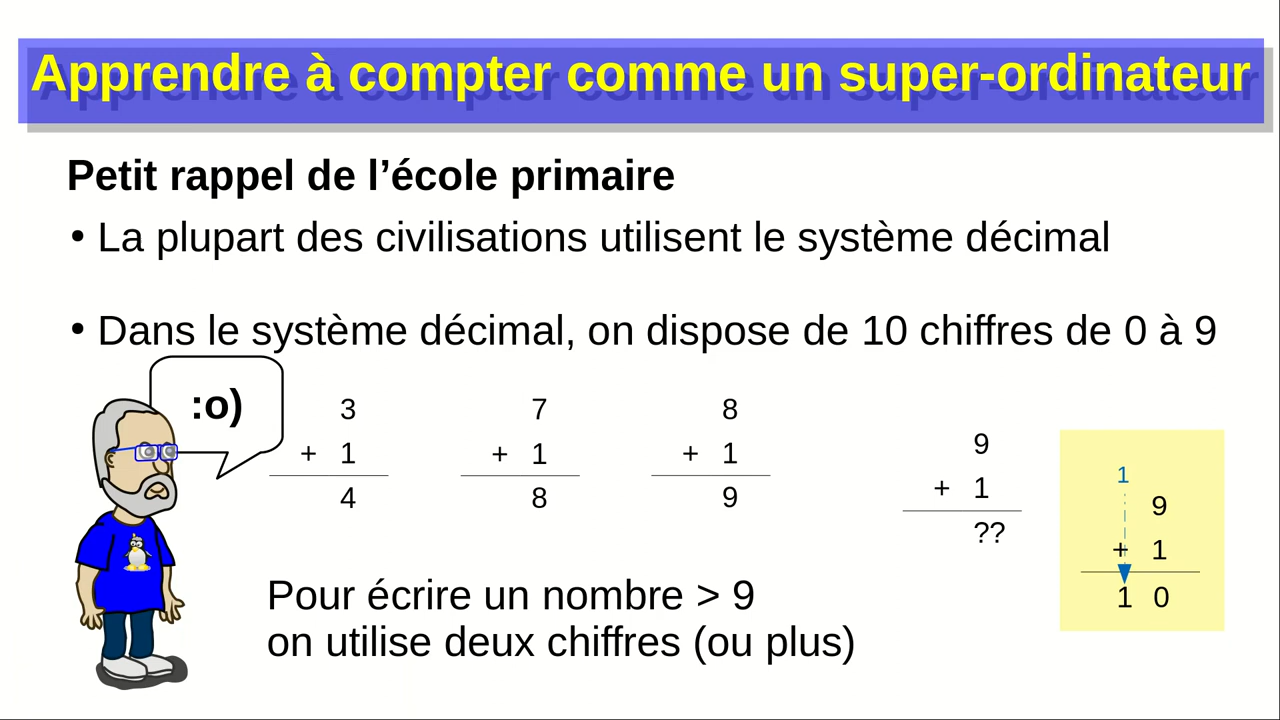 Apprendre à compter comme un super-ordinateur
Petit rappel de l’école primaire
• La plupart des civilisations utilisent le système décimal
• Dans le système décimal, on dispose de 10 chiffres de 0 à 9
:o)
3
+ 1
4
7
+ 1
8
8
+ 1
9
9
+ 1
??
1
9
+ 1
1 0
Pour écrire un nombre > 9
on utilise deux chiffres (ou plus)